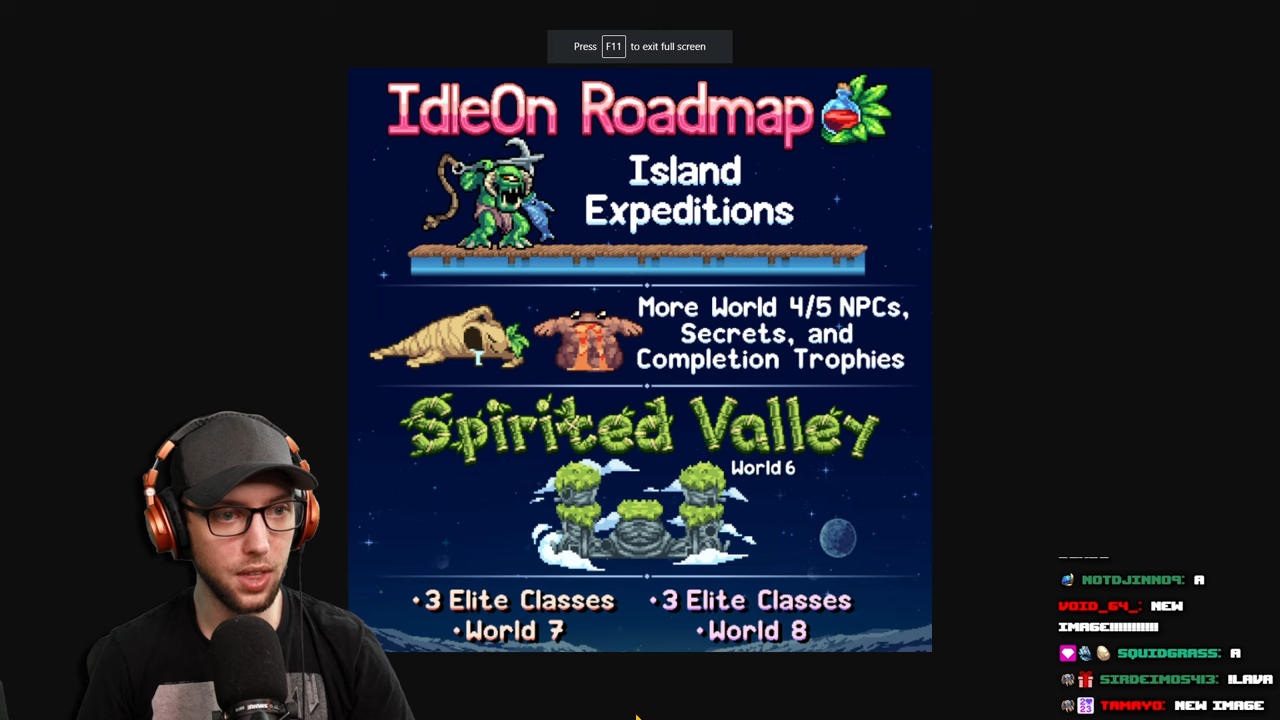 Press F11 to exit full screen
IdleOn Roadmap
Island
Expeditions
More World 4/5 NPCs,
Secrets, and
Completion Trophies
Spirited Valley
World 6
•3 Elite Classes
•World 7
•3 Elite Classes
•World 8
NOTDJINN09: A
VOID_64_: NEW
IMAGE!!!!!!!!!!!!
SQUIDGRASS: A
SIRDEIMOS413: !LAVA
TAMAYO: NEW IMAGE